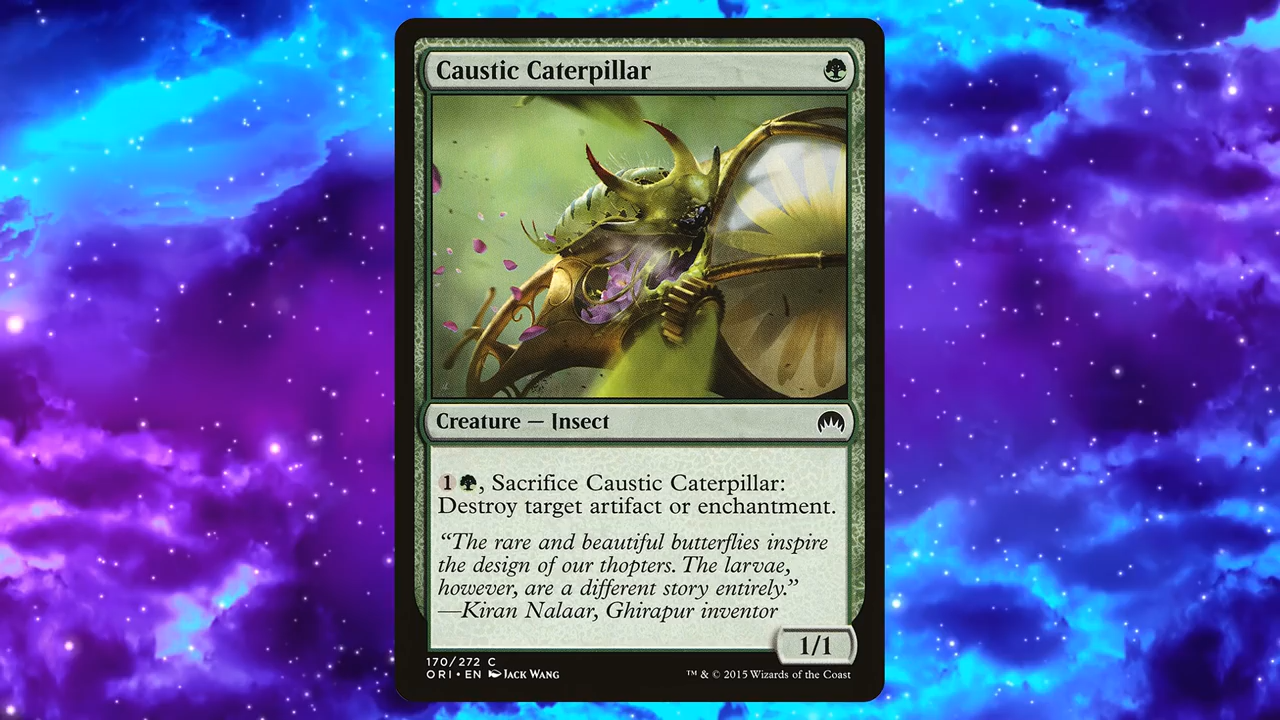 Caustic Caterpillar
Creature — Insect
1, Sacrifice Caustic Caterpillar:
Destroy target artifact or enchantment.
“The rare and beautiful butterflies inspire
the design of our thopters. The larvae,
however, are a different story entirely.”
—Kiran Nalaar, Ghirapur inventor
1/1
170/272 C
ORI • EN Jack Wang
™ & © 2015 Wizards of the Coast